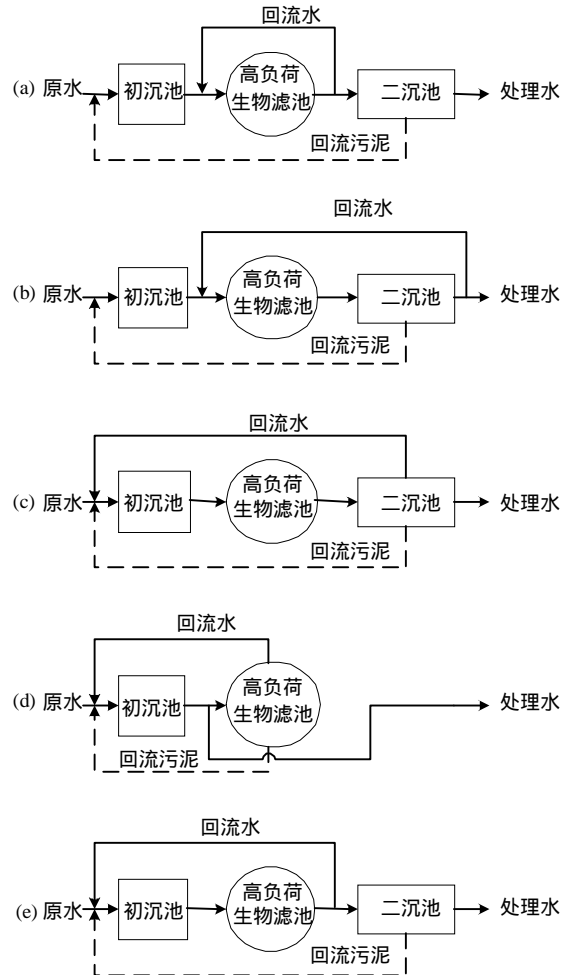 回流水
(a) 原水
初沉池
高负荷
生物滤池
二沉池
处理水
回流污泥
回流水
(b) 原水
初沉池
高负荷
生物滤池
二沉池
处理水
回流污泥
回流水
(c) 原水
初沉池
高负荷
生物滤池
二沉池
处理水
回流污泥
回流水
(d) 原水
初沉池
高负荷
生物滤池
处理水
回流污泥
回流水
(e) 原水
初沉池
高负荷
生物滤池
二沉池
处理水
回流污泥